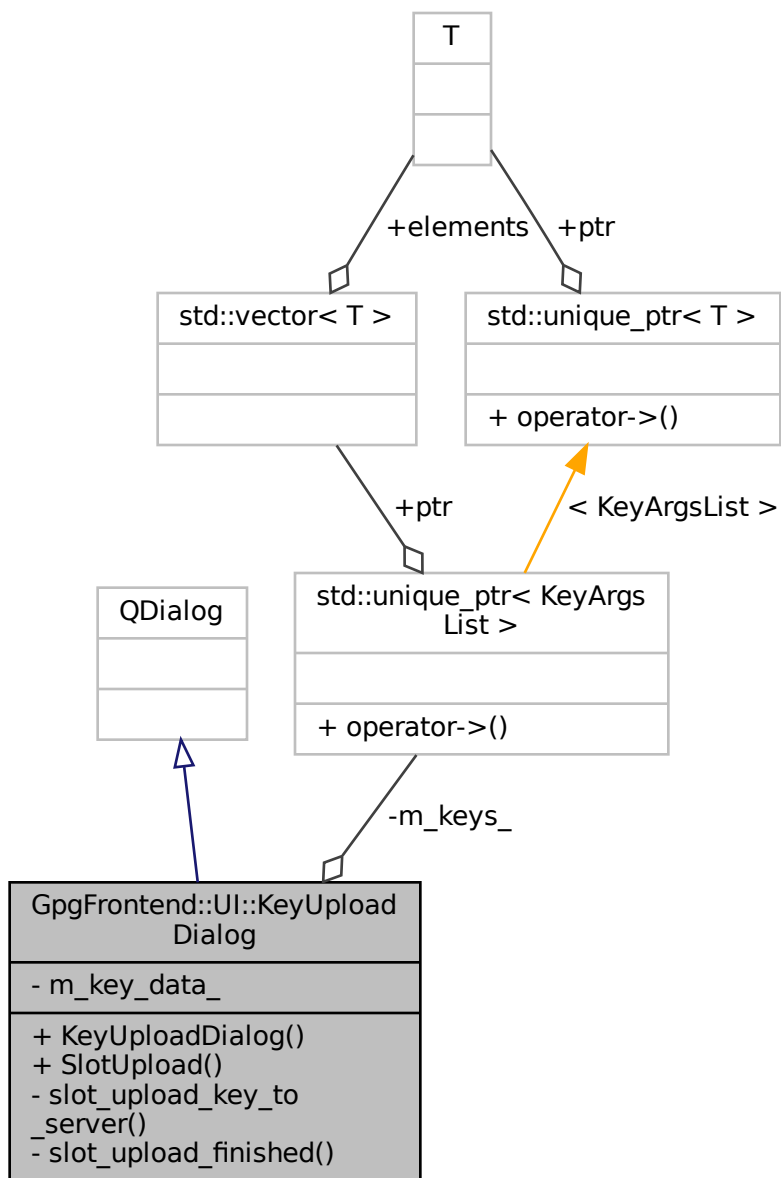 T
+elements
+ptr
std::vector< T >
std::unique_ptr< T >
+ operator->()
+ptr
< KeyArgsList >
QDialog
std::unique_ptr< KeyArgs
List >
+ operator->()
-m_keys_
GpgFrontend::UI::KeyUpload
Dialog
- m_key_data_
+ KeyUploadDialog()
+ SlotUpload()
- slot_upload_key_to
_server()
- slot_upload_finished()